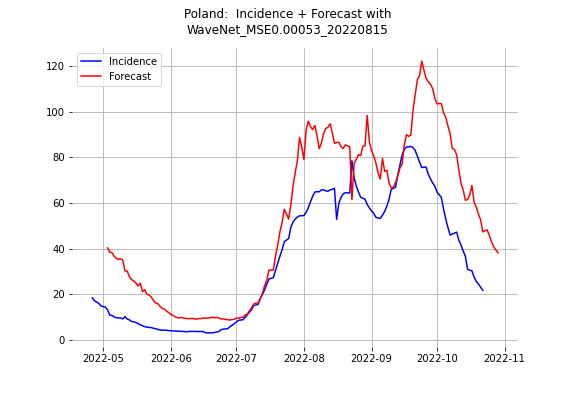 Poland:  Incidence + Forecast with
WaveNet_MSE0.00053_20220815
Incidence
Forecast
120
100
80
60
40
20
0
2022-05 2022-06 2022-07 2022-08 2022-09 2022-10 2022-11